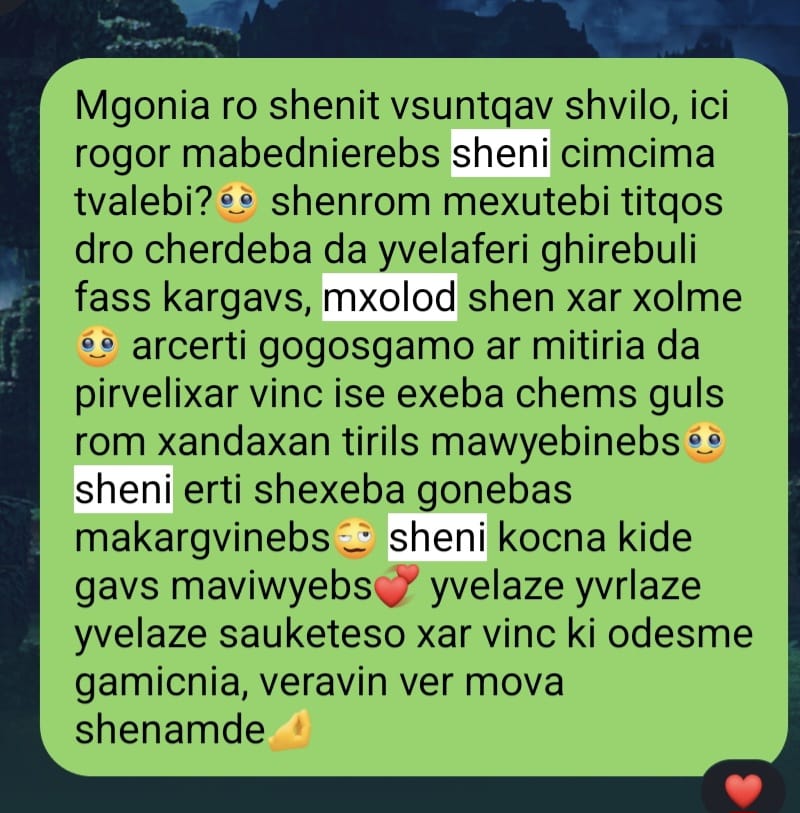 Mgonia ro shenit vsuntqav shvilo, ici
rogor mabednierebs sheni cimcima
tvalebi?🥹 shenrom mexutebi titqos
dro cherdeba da yvelaferi ghirebuli
fass kargavs, mxolod shen xar xolme
🥹 arcerti gogosgamo ar mitiria da
pirvelixar vinc ise exeba chems guls
rom xandaxan tirils mawyebinebs🥹
sheni erti shexeba gonebas
makargvinebs🥴 sheni kocna kide
gavs maviwyebs💕 yvelaze yvrlaze
yvelaze sauketeso xar vinc ki odesme
gamicnia, veravin ver mova
shenamde🤌
❤️